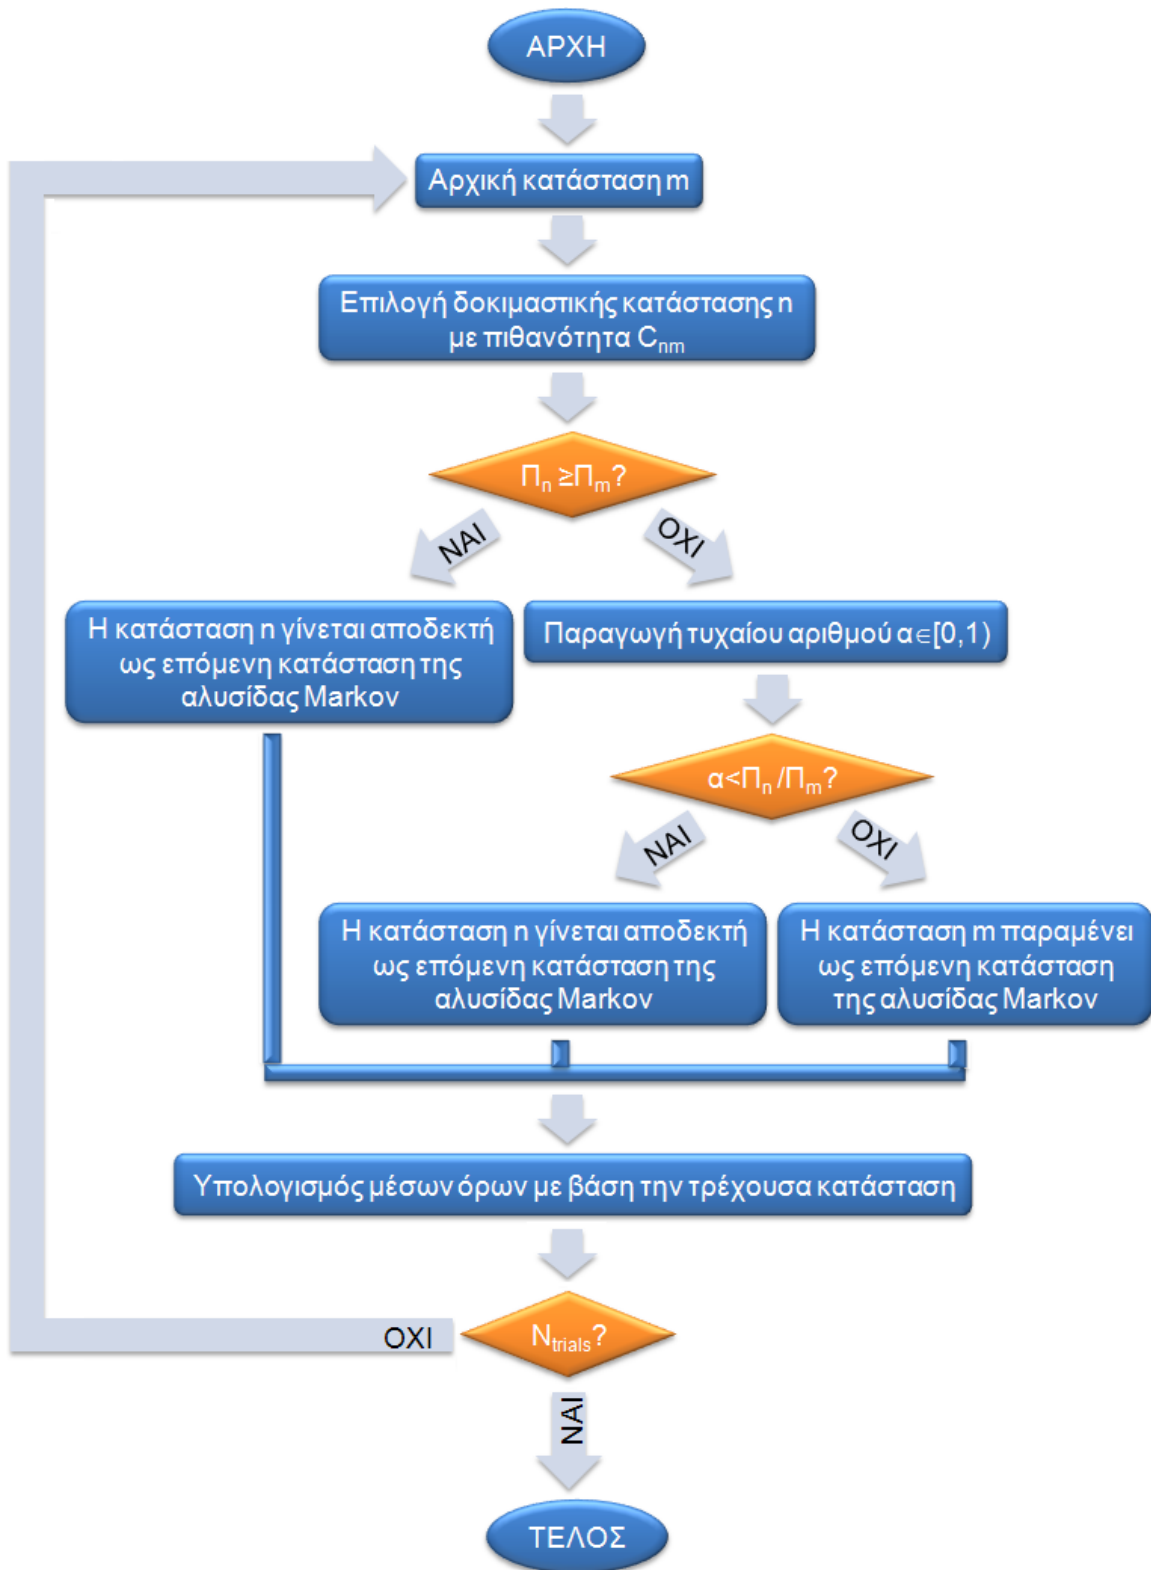 ΑΡΧΗ
Αρχική κατάσταση m
Επιλογή δοκιμαστικής κατάστασης n
με πιθανότητα Cnm
Πn ≥Πm?
ΝΑΙ
ΟΧΙ
Η κατάσταση n γίνεται αποδεκτή
ως επόμενη κατάσταση της
αλυσίδας Markov
Παραγωγή τυχαίου αριθμού α∈[0,1)
α<Πn /Πm?
ΝΑΙ
ΟΧΙ
Η κατάσταση n γίνεται αποδεκτή
ως επόμενη κατάσταση της
αλυσίδας Markov
Η κατάσταση m παραμένει
ως επόμενη κατάσταση
της αλυσίδας Markov
Υπολογισμός μέσων όρων με βάση την τρέχουσα κατάσταση
Ntrials?
ΟΧΙ
ΝΑΙ
ΤΕΛΟΣ